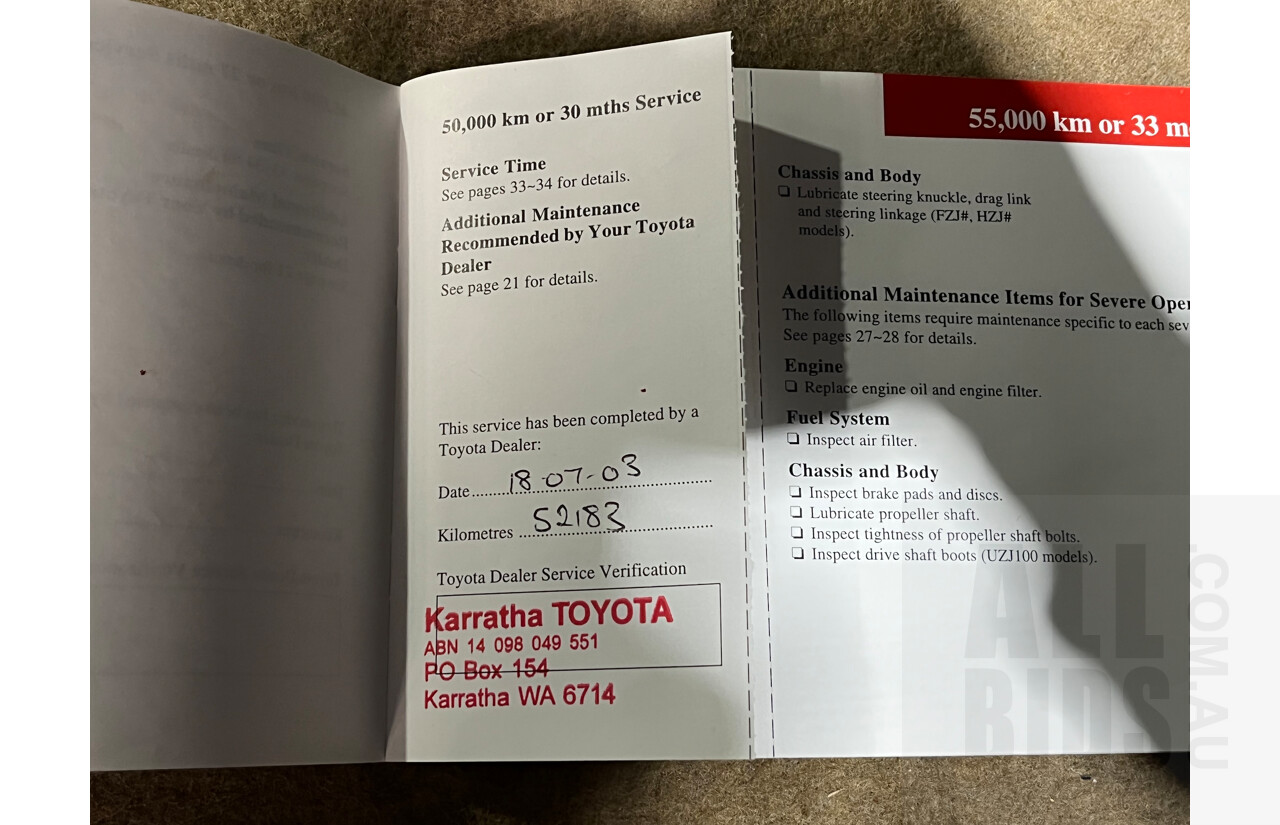 50,000 km or 30 mths Service
Service Time
See pages 33~34 for details.
Additional Maintenance
Recommended by Your Toyota
Dealer
See page 21 for details.
This service has been completed by a
Toyota Dealer:
Date 18-07-03
Kilometres 52183
Toyota Dealer Service Verification
Karratha TOYOTA
ABN 14 098 049 551
PO Box 154
Karratha WA 6714
55,000 km or 33 m
Chassis and Body
❏ Lubricate steering knuckle, drag link
and steering linkage (FZJ#, HZJ#
models).
Additional Maintenance Items for Severe Oper
The following items require maintenance specific to each sev
See pages 27~28 for details.
Engine
❏ Replace engine oil and engine filter.
Fuel System
❏ Inspect air filter.
Chassis and Body
❏ Inspect brake pads and discs.
❏ Lubricate propeller shaft.
❏ Inspect tightness of propeller shaft bolts.
❏ Inspect drive shaft boots (UZJ100 models).
ALL
BIDS
.COM.AU